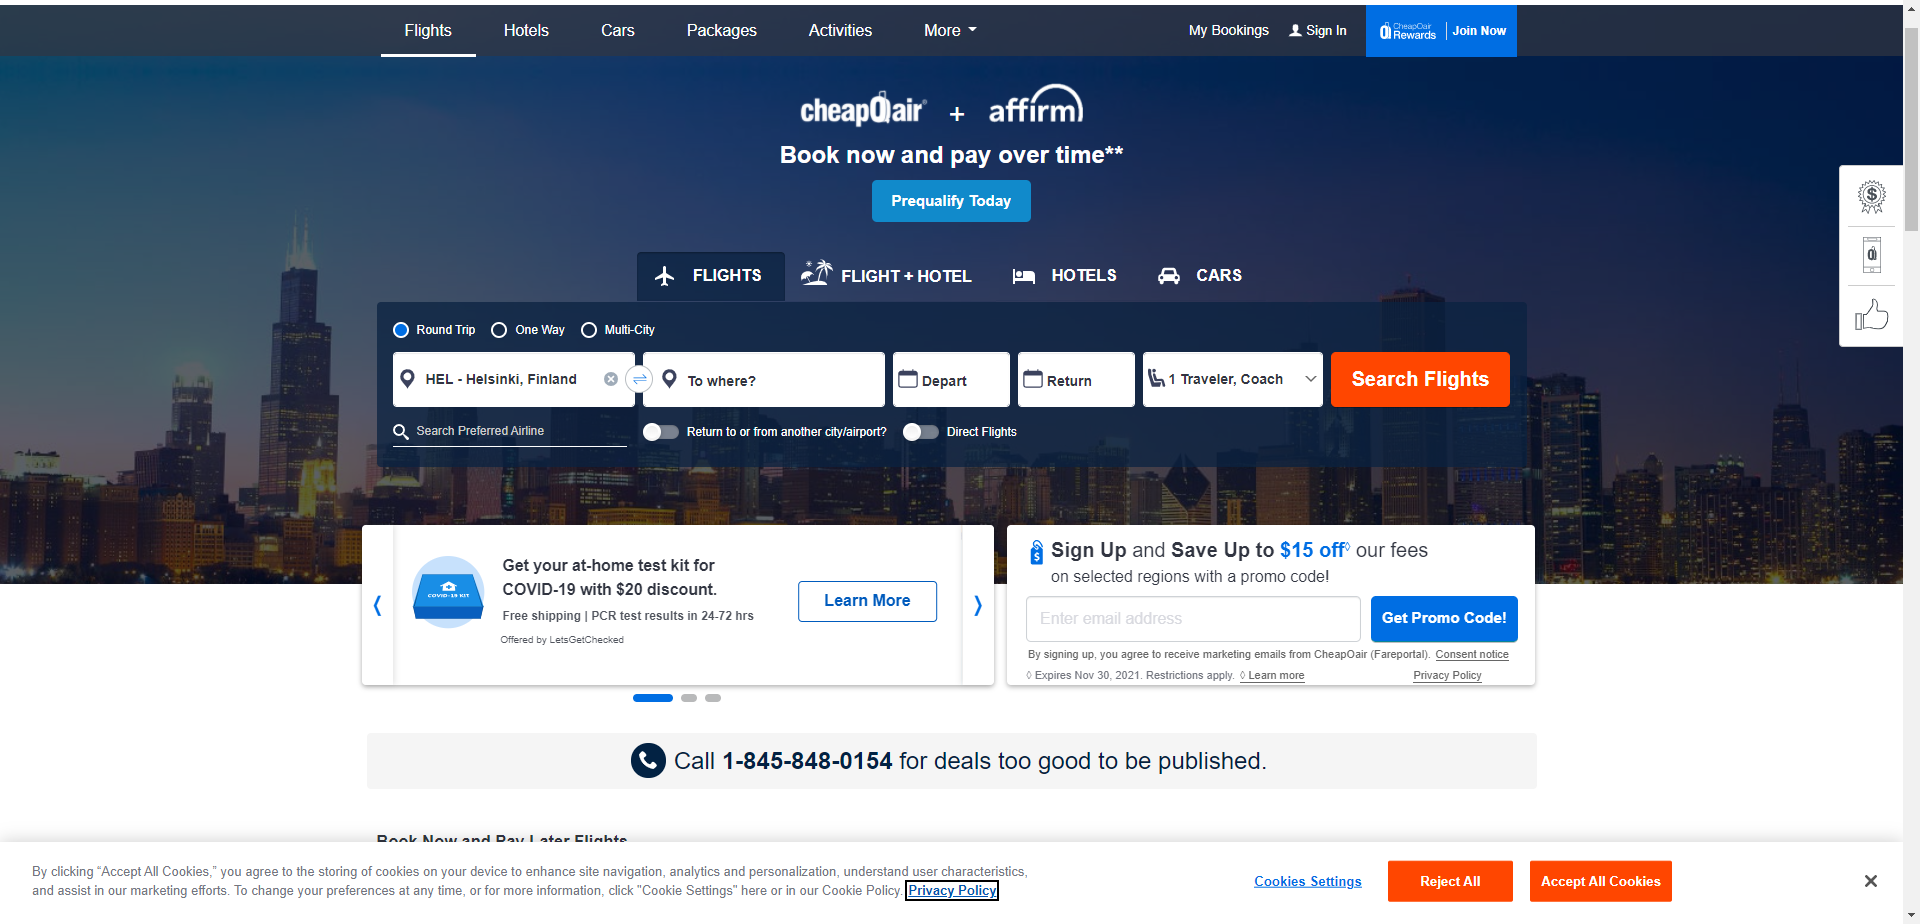 Flights Hotels Cars Packages Activities More My Bookings Sign In CheapOair Rewards Join Now
cheapOair + affirm
Book now and pay over time**
Prequalify Today
FLIGHTS FLIGHT + HOTEL HOTELS CARS
Round Trip One Way Multi-City
HEL - Helsinki, Finland To where? Depart Return 1 Traveler, Coach Search Flights
Search Preferred Airline Return to or from another city/airport? Direct Flights
Get your at-home test kit for
COVID-19 with $20 discount.
Free shipping | PCR test results in 24-72 hrs
Offered by LetsGetChecked
COVID-19 KIT
Learn More
Sign Up and Save Up to $15 off◊ our fees
on selected regions with a promo code!
Enter email address Get Promo Code!
By signing up, you agree to receive marketing emails from CheapOair (Fareportal). Consent notice
◊ Expires Nov 30, 2021. Restrictions apply. ◊ Learn more Privacy Policy
Call 1-845-848-0154 for deals too good to be published.
Book Now and Pay Later Flights
By clicking “Accept All Cookies,” you agree to the storing of cookies on your device to enhance site navigation, analytics and personalization, understand user characteristics,
and assist in our marketing efforts. To change your preferences at any time, or for more information, click "Cookie Settings" here or in our Cookie Policy. Privacy Policy
Cookies Settings Reject All Accept All Cookies